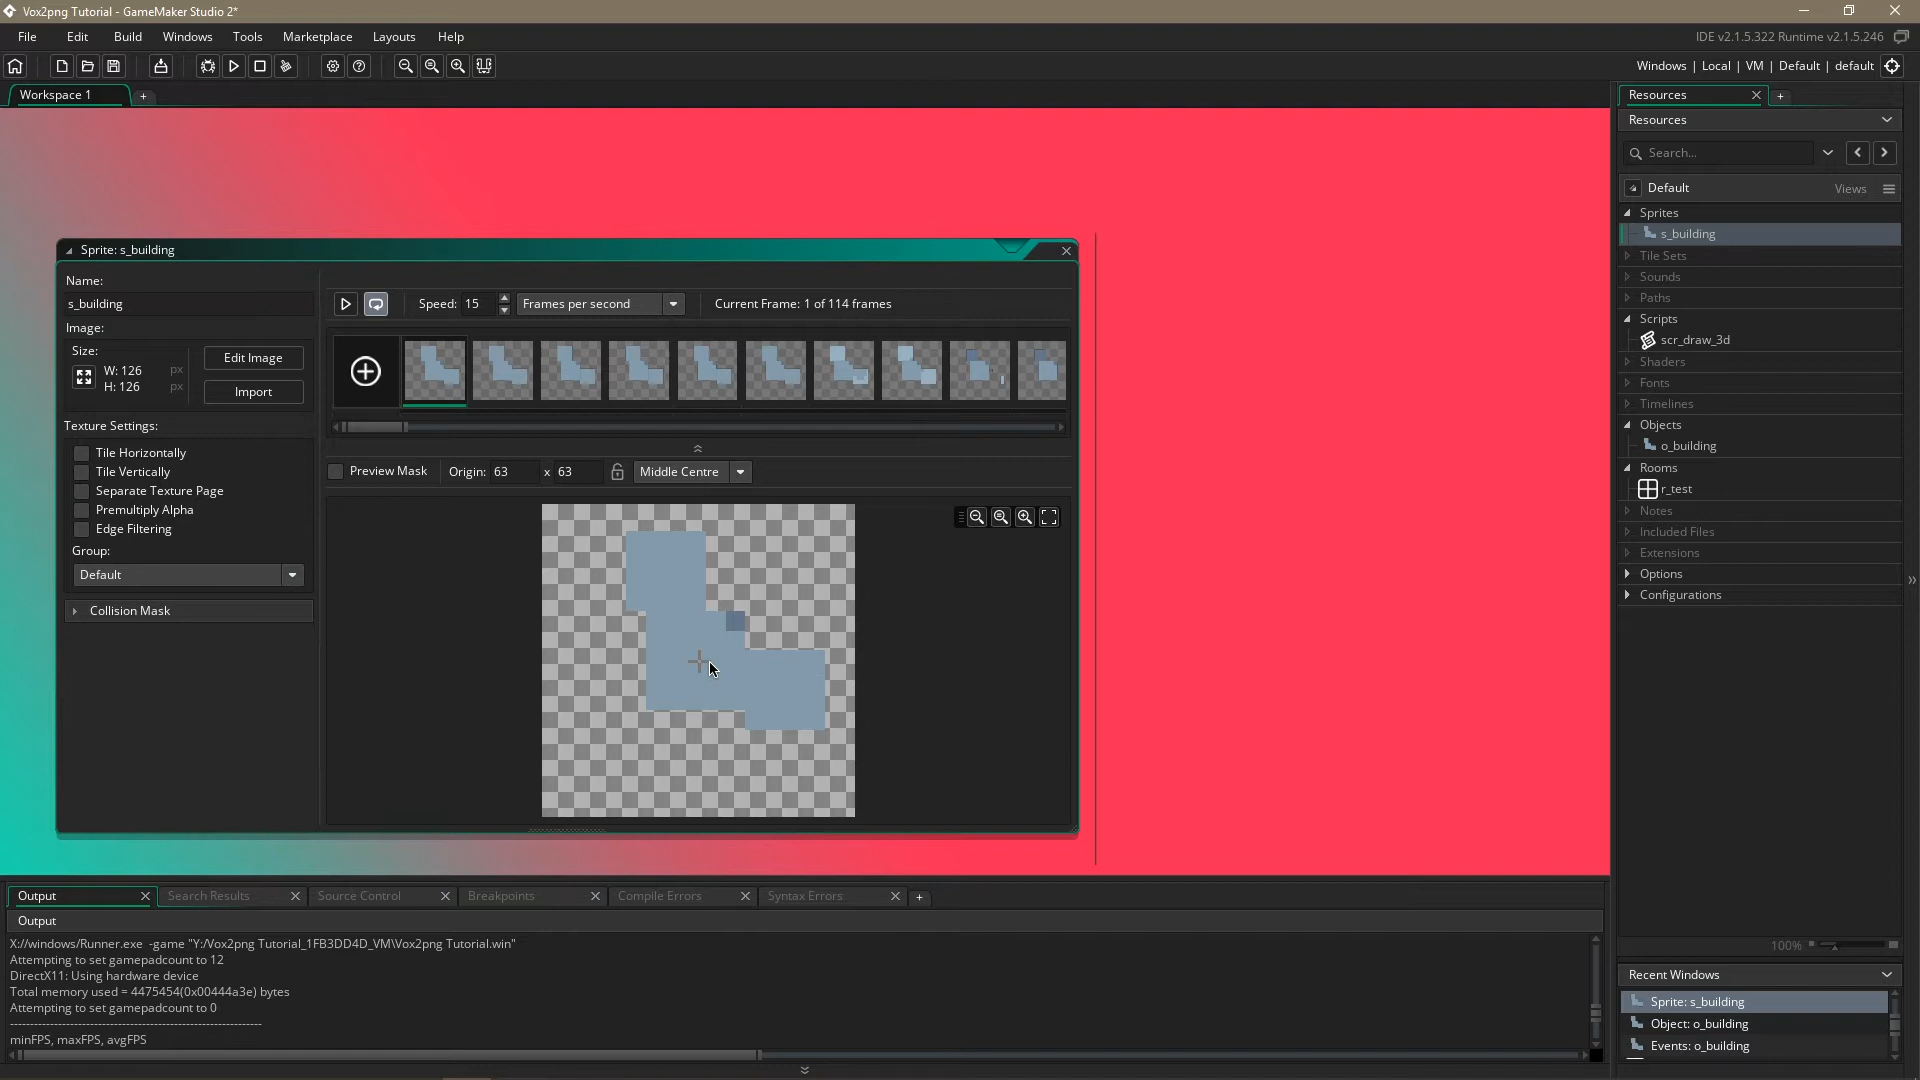 Vox2png Tutorial - GameMaker Studio 2*
File Edit Build Windows Tools Marketplace Layouts Help
IDE v2.1.5.322 Runtime v2.1.5.246
Windows | Local | VM | Default | default
Workspace 1
Sprite: s_building
Name:
s_building
Image:
Size:
W: 126 px
H: 126 px
Edit Image
Import
Texture Settings:
Tile Horizontally
Tile Vertically
Separate Texture Page
Premultiply Alpha
Edge Filtering
Group:
Default
Collision Mask
Speed: 15 Frames per second
Current Frame: 1 of 114 frames
Preview Mask
Origin: 63 x 63 Middle Centre
Resources
Resources
Search...
Default Views
Sprites
s_building
Tile Sets
Sounds
Paths
Scripts
scr_draw_3d
Shaders
Fonts
Timelines
Objects
o_building
Rooms
r_test
Notes
Included Files
Extensions
Options
Configurations
100%
Recent Windows
Sprite: s_building
Object: o_building
Events: o_building
Output Search Results Source Control Breakpoints Compile Errors Syntax Errors
Output
X://windows/Runner.exe -game "Y:/Vox2png Tutorial_1FB3DD4D_VM\Vox2png Tutorial.win"
Attempting to set gamepadcount to 12
DirectX11: Using hardware device
Total memory used = 4475454(0x00444a3e) bytes
Attempting to set gamepadcount to 0
---------------------------------------------------------------
minFPS, maxFPS, avgFPS